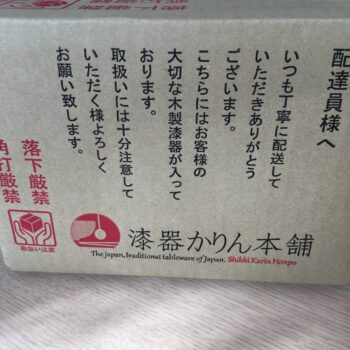 配達員様へ
いつも丁寧に配送して
いただきありがとう
ございます。
こちらにはお客様の
大切な木製漆器が入って
おります。
取扱いには十分注意して
いただく様よろしく
お願い致します。
落下厳禁
角打厳禁
取扱い注意
漆器かりん本舗
The japan, traditional tableware of Japan. Shikki Karin Honpo